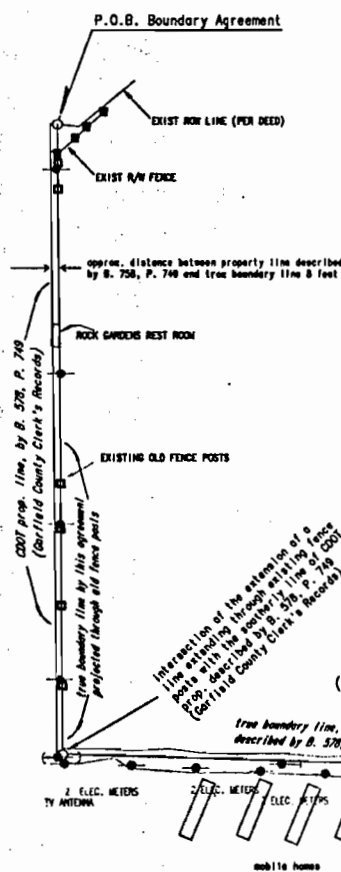 P.O.B. Boundary Agreement
EXIST ROW LINE (PER DEED)
EXIST R/W FENCE
approx. distance between property line described
by B. 758, P. 740 and true boundary line 8 feet
ROCK GARDENS REST ROOM
CDOT prop. line, by B. 578, P. 749
(Garfield County Clerk's Records)
EXISTING OLD FENCE POSTS
true boundary line by this agreement
projected through old fence posts
intersection of the extension of a
line extending through existing fence
posts with the southerly line of CDOT
prop. described by B. 578, P. 749
(Garfield County Clerk's Records)
true boundary line,
described by B. 578,
2 ELEC. METERS
2 ELEC. METERS
ELEC. METERS
TV ANTENNA
mobile homes